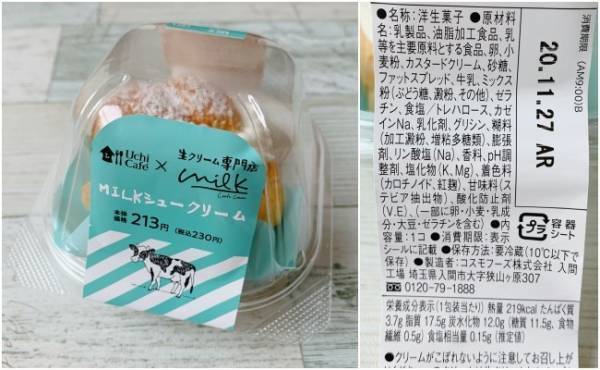 Uchi Café
×
生クリーム専門店
milk
MILKシュークリーム
本体価格 213円 (税込230円)
●名称:洋生菓子 ●原材料
名:乳製品、油脂加工食品、乳
等を主要原料とする食品、卵、小
麦粉、カスタードクリーム、砂糖、
ファットスプレッド、牛乳、ミックス
粉(ぶどう糖、澱粉、その他)、ゼラ
チン、食塩/トレハロース、カゼ
インNa、乳化剤、グリシン、糊料
(加工澱粉、増粘多糖類)、膨張
剤、リン酸塩(Na)、香料、pH調
整剤、塩化物(K、Mg)、着色料
(カロチノイド、紅麹)、甘味料(ス
テビア抽出物)、酸化防止剤
(V.E)、(一部に卵・小麦・乳成
分・大豆・ゼラチンを含む) ●内
容量:1コ ●消費期限:表示
シールに記載 ●保存方法:要冷蔵(10℃以下で
保存) ●製造者:コスモフーズ株式会社 入間
工場 埼玉県入間市大字狭山ヶ原307
0120-79-1888
消費期限 (AM9:00)B
20.11.27 AR
プラ 容器 シート
栄養成分表示(1包装当たり) 熱量 219kcal たんぱく質
3.7g 脂質 17.5g 炭水化物 12.0g (糖質 11.5g、食物
繊維 0.5g) 食塩相当量 0.15g (推定値)
●クリームがこぼれないように注意してお召し上が